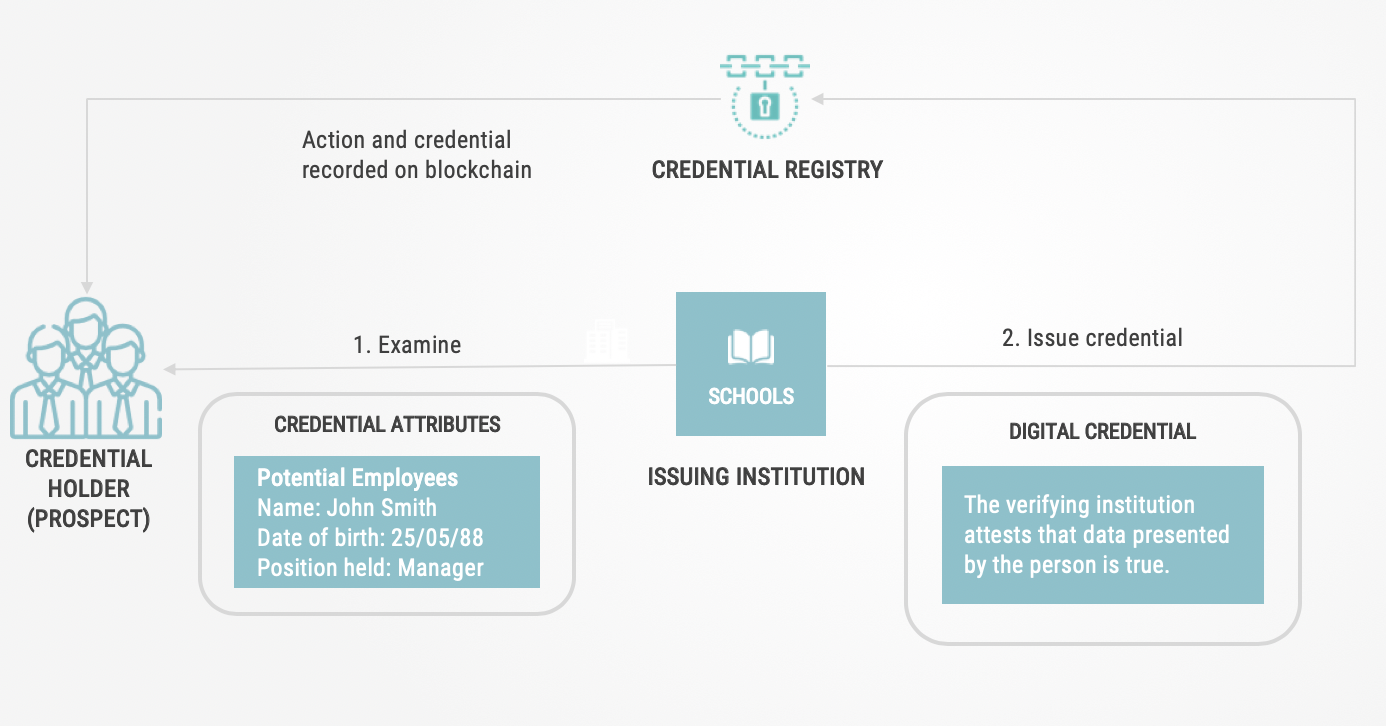 Action and credential
recorded on blockchain
CREDENTIAL REGISTRY
1. Examine
2. Issue credential
SCHOOLS
ISSUING INSTITUTION
CREDENTIAL
HOLDER
(PROSPECT)
CREDENTIAL ATTRIBUTES
Potential Employees
Name: John Smith
Date of birth: 25/05/88
Position held: Manager
DIGITAL CREDENTIAL
The verifying institution
attests that data presented
by the person is true.